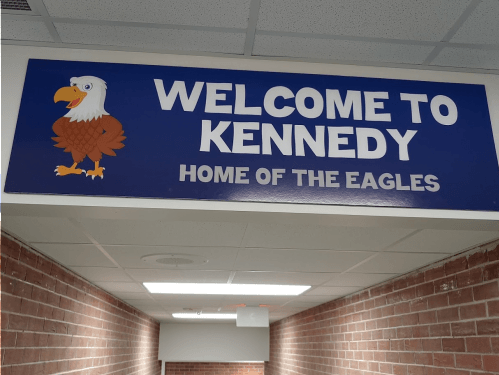 WELCOME TO
KENNEDY
HOME OF THE EAGLES